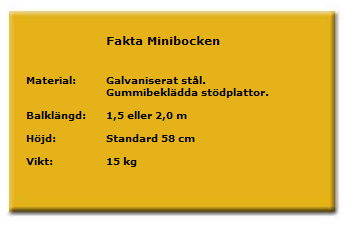 Fakta Minibocken
Material: Galvaniserat stål.
Gummibeklädda stödplattor.
Balklängd: 1,5 eller 2,0 m
Höjd: Standard 58 cm
Vikt: 15 kg